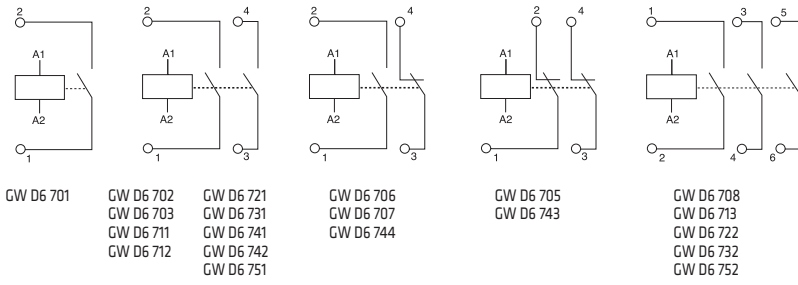 2
A1
A2
1
2
4
A1
A2
1
3
2
4
A1
A2
1
3
2
4
A1
A2
1
3
1
3
5
A1
A2
2
4
6
GW D6 701
GW D6 702
GW D6 703
GW D6 711
GW D6 712
GW D6 721
GW D6 731
GW D6 741
GW D6 742
GW D6 751
GW D6 706
GW D6 707
GW D6 744
GW D6 705
GW D6 743
GW D6 708
GW D6 713
GW D6 722
GW D6 732
GW D6 752